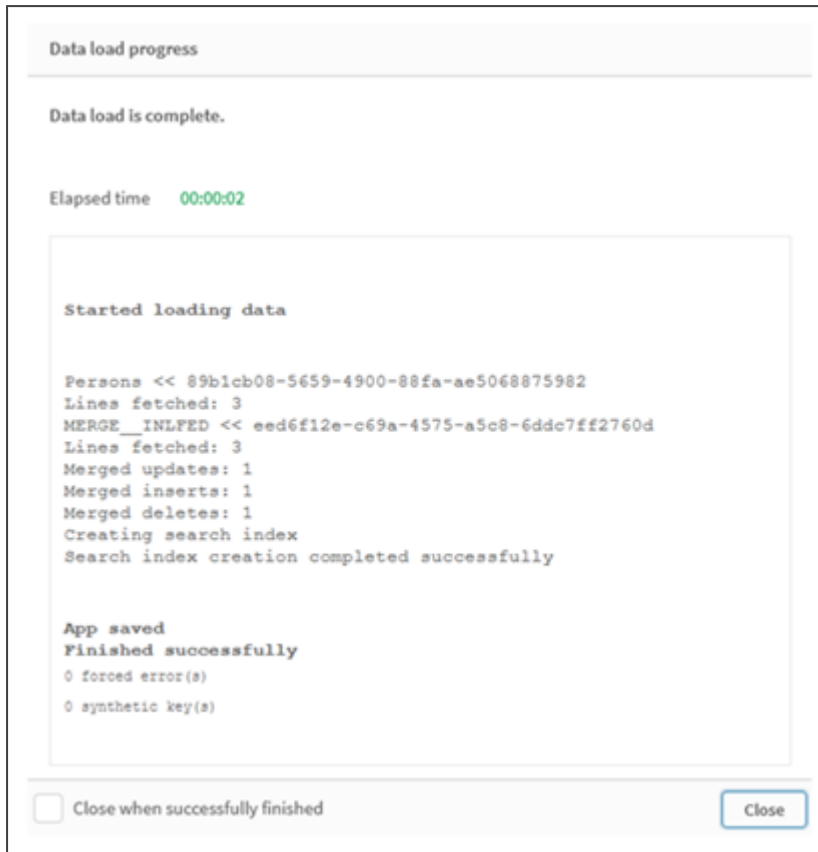 Data load progress
Data load is complete.
Elapsed time 00:00:02
Started loading data
Persons << 89b1cb08-5659-4900-88fa-ae5068875982
Lines fetched: 3
MERGE__INLFED << eed6f12e-c69a-4575-a5c8-6ddc7ff2760d
Lines fetched: 3
Merged updates: 1
Merged inserts: 1
Merged deletes: 1
Creating search index
Search index creation completed successfully
App saved
Finished successfully
0 forced error(s)
0 synthetic key(s)
Close when successfully finished Close